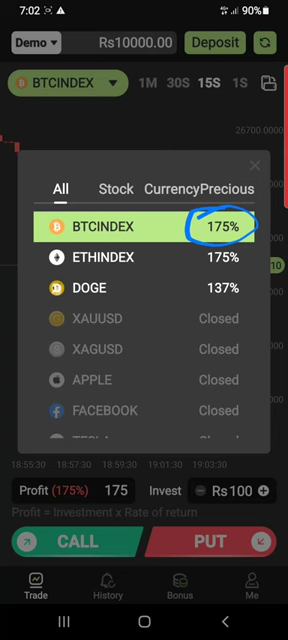 7:02 90%
Demo Rs10000.00 Deposit
BTCINDEX 1M 30S 15S 1S
26700.0000
All Stock CurrencyPrecious
BTCINDEX 175%
ETHINDEX 175%
DOGE 137%
XAUUSD Closed
XAGUSD Closed
APPLE Closed
FACEBOOK Closed
18:55:30 18:57:30 18:59:30 19:01:30 19:03:30
Profit (175%) 175 Invest Rs100
Profit = Investment x Rate of return
CALL PUT
Trade History Bonus Me